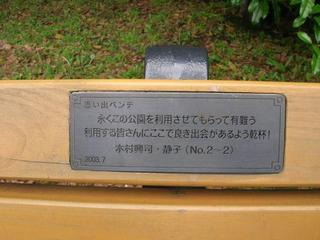 思い出ベンチ
永くこの公園を利用させてもらって有難う
利用する皆さんにここで良き出会があるよう乾杯!
木村興司・静子(No.2~2)
2003.7